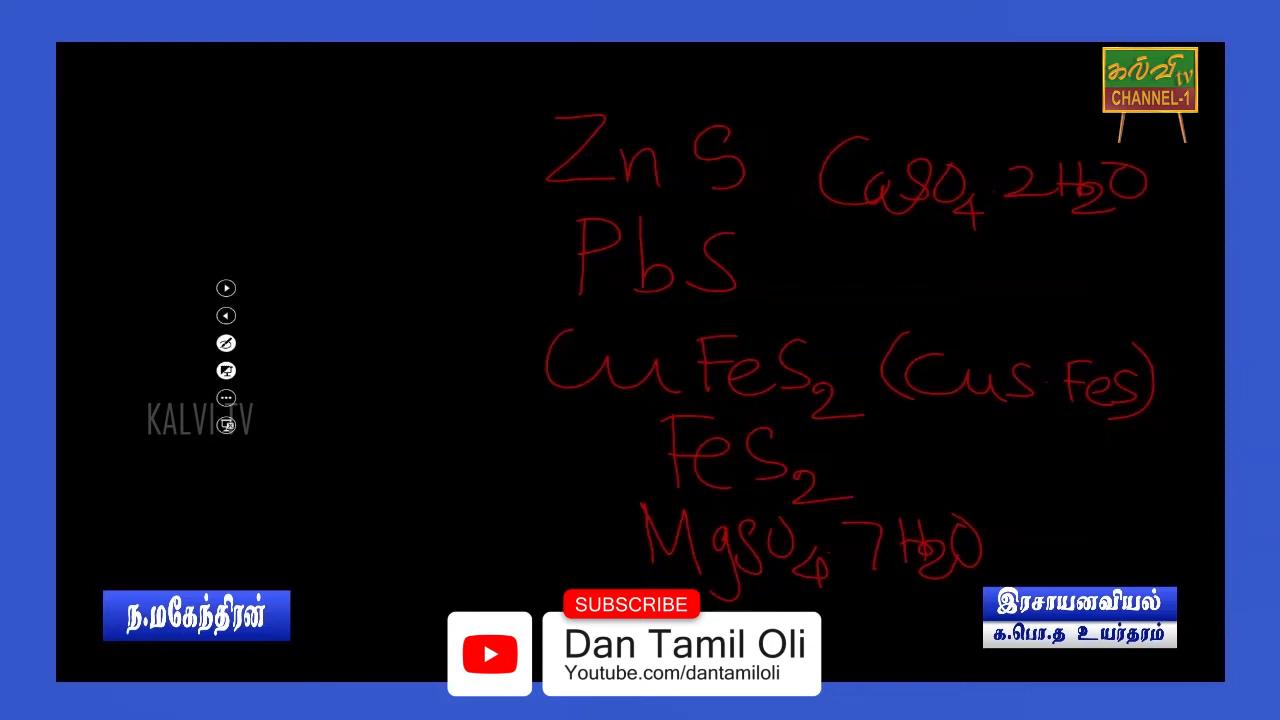 கல்வி TV
CHANNEL-1
ZnS
CaSO4.2H2O
PbS
CuFeS2 (CuS.FeS)
FeS2
MgSO4.7H2O
KALVI TV
ந.மகேந்திரன்
இரசாயனவியல்
க.பொ.த உயர்தரம்
SUBSCRIBE
Dan Tamil Oli
Youtube.com/dantamiloli